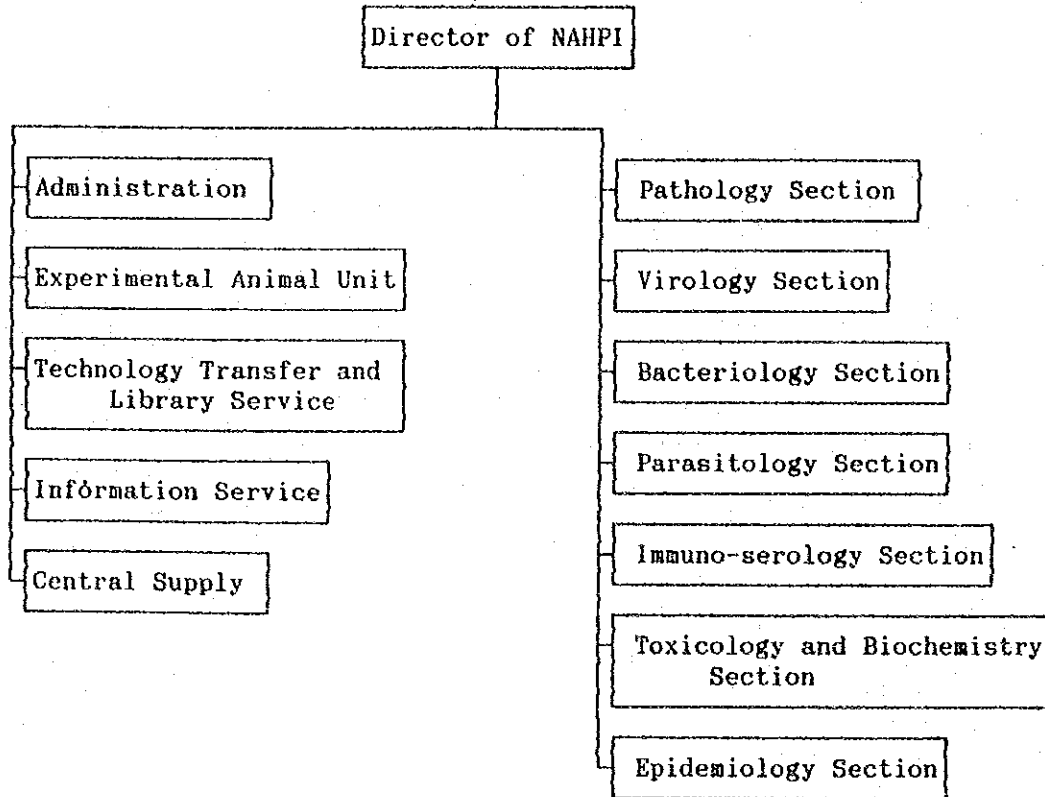 Director of NAHPI
Administration
Experimental Animal Unit
Technology Transfer and
Library Service
Information Service
Central Supply
Pathology Section
Virology Section
Bacteriology Section
Parasitology Section
Immuno-serology Section
Toxicology and Biochemistry
Section
Epidemiology Section